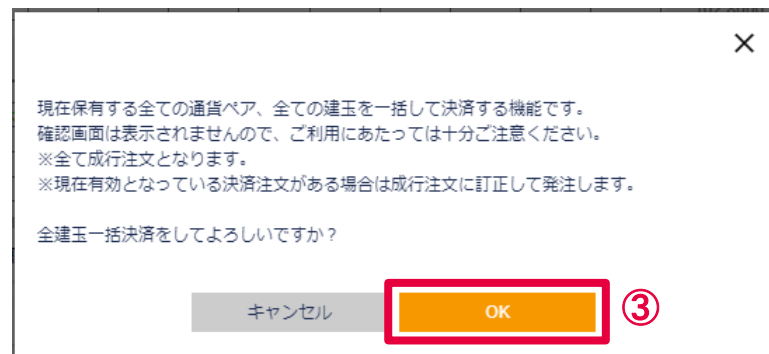 現在保有する全ての通貨ペア、全ての建玉を一括して決済する機能です。
確認画面は表示されませんので、ご利用にあたっては十分ご注意ください。
※全て成行注文となります。
※現在有効となっている決済注文がある場合は成行注文に訂正して発注します。
全建玉一括決済をしてよろしいですか？
キャンセル
OK
③